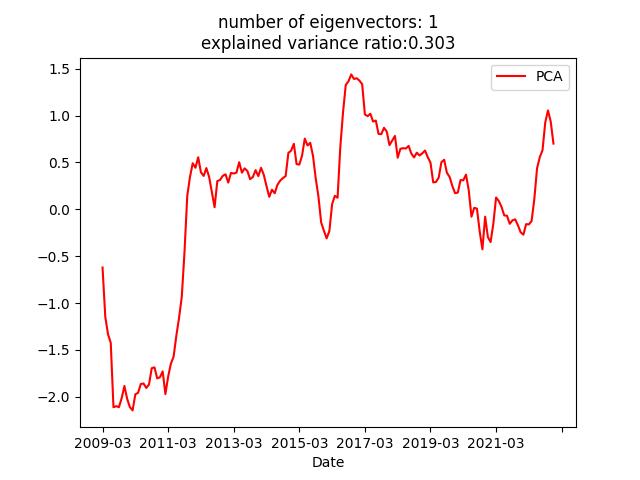 number of eigenvectors: 1
explained variance ratio:0.303
PCA
1.5
1.0
0.5
0.0
−0.5
−1.0
−1.5
−2.0
2009-03 2011-03 2013-03 2015-03 2017-03 2019-03 2021-03
Date